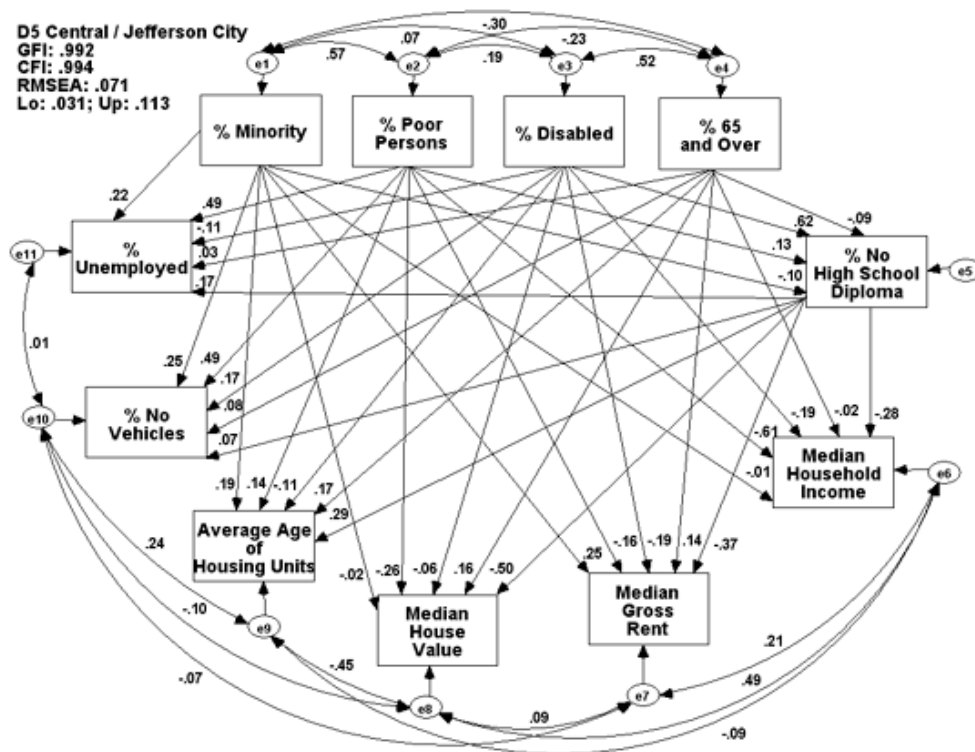 D5 Central / Jefferson City
GFI: .992
CFI: .994
RMSEA: .071
Lo: .031; Up: .113
-.30
.07
-.23
.57
.19
.52
e1
e2
e3
e4
% Minority
% Poor
Persons
% Disabled
% 65
and Over
.22
.49
-.11
.03
-.17
.62
-.09
.13
-.10
e11
%
Unemployed
% No
High School
Diploma
e5
.01
.25
.49
.17
.08
.07
e10
% No
Vehicles
-.19
-.02
-.28
-.61
-.01
Median
Household
Income
e6
.19
.14
-.11
.17
.29
Average Age
of
Housing Units
.24
e9
-.02
-.26
-.06
.16
-.50
Median
House
Value
.25
-.16
-.19
.14
-.37
Median
Gross
Rent
-.10
-.07
-.45
e8
.09
e7
.21
.49
-.09